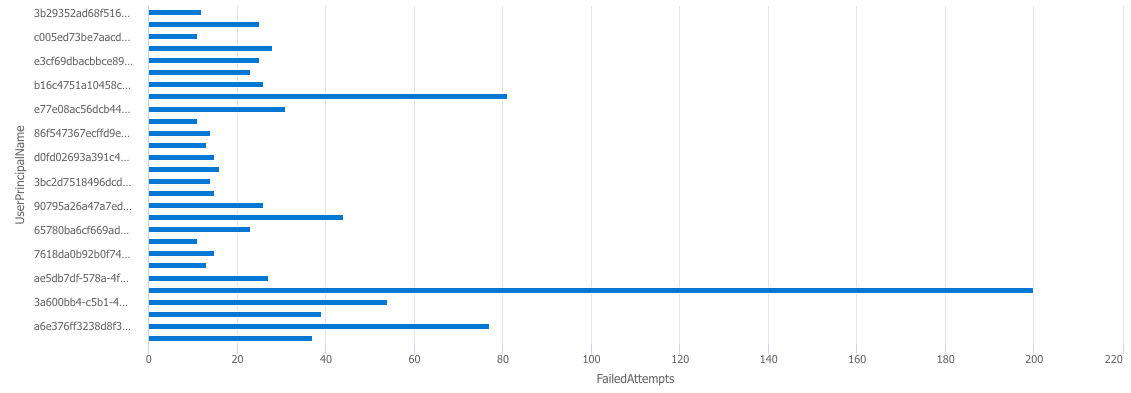 3b29352ad68f516...
c005ed73be7aacd...
e3cf69dbacbbce89...
b16c4751a10458c...
e77e08ac56dcb44...
86f547367ecffd9e...
d0fd02693a391c4...
3bc2d7518496dcd...
90795a26a47a7ed...
65780ba6cf669ad...
7618da0b92b0f74...
ae5db7df-578a-4f...
3a600bb4-c5b1-4...
a6e376ff3238d8f3...
UserPrincipalName
0 20 40 60 80 100 120 140 160 180 200 220
FailedAttempts